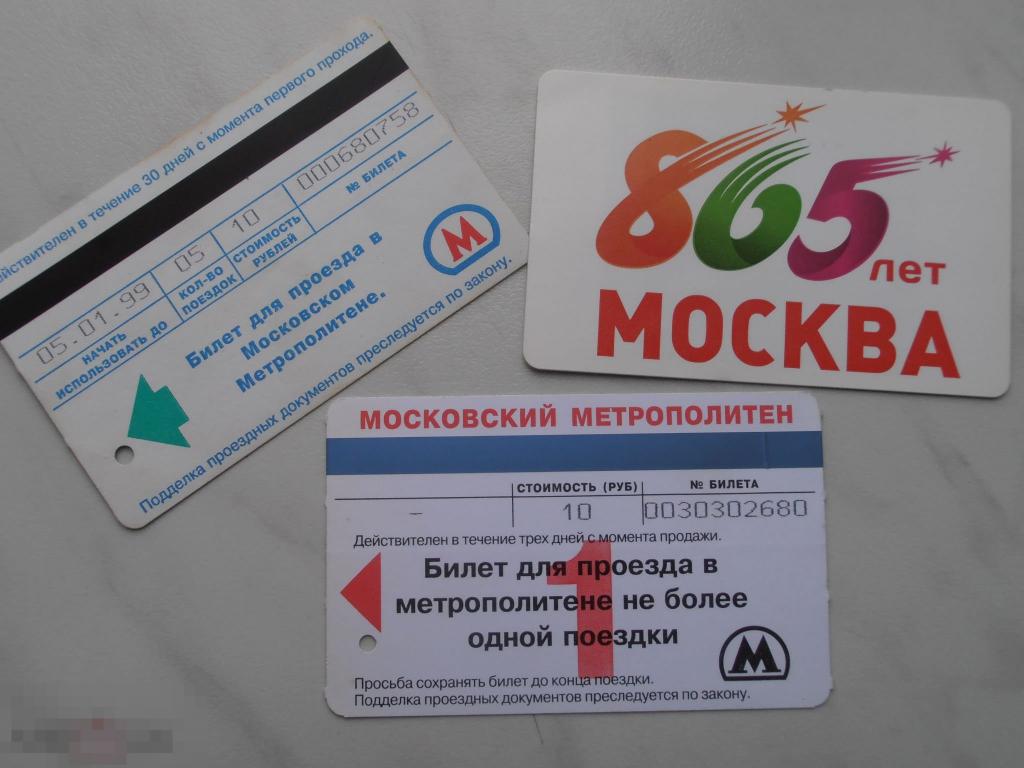 Действителен в течение 30 дней с момента первого прохода.
05.01.99 05 10 000680758
НАЧАТЬ ИСПОЛЬЗОВАТЬ ДО
КОЛ-ВО ПОЕЗДОК
СТОИМОСТЬ РУБЛЕЙ
№ БИЛЕТА
Билет для проезда в
Московском
Метрополитене.
М
Подделка проездных документов преследуется по закону.
865 лет
МОСКВА
МОСКОВСКИЙ МЕТРОПОЛИТЕН
СТОИМОСТЬ (РУБ) № БИЛЕТА
– 10 0030302680
Действителен в течение трех дней с момента продажи.
1
Билет для проезда в
метрополитене не более
одной поездки
М
Просьба сохранять билет до конца поездки.
Подделка проездных документов преследуется по закону.